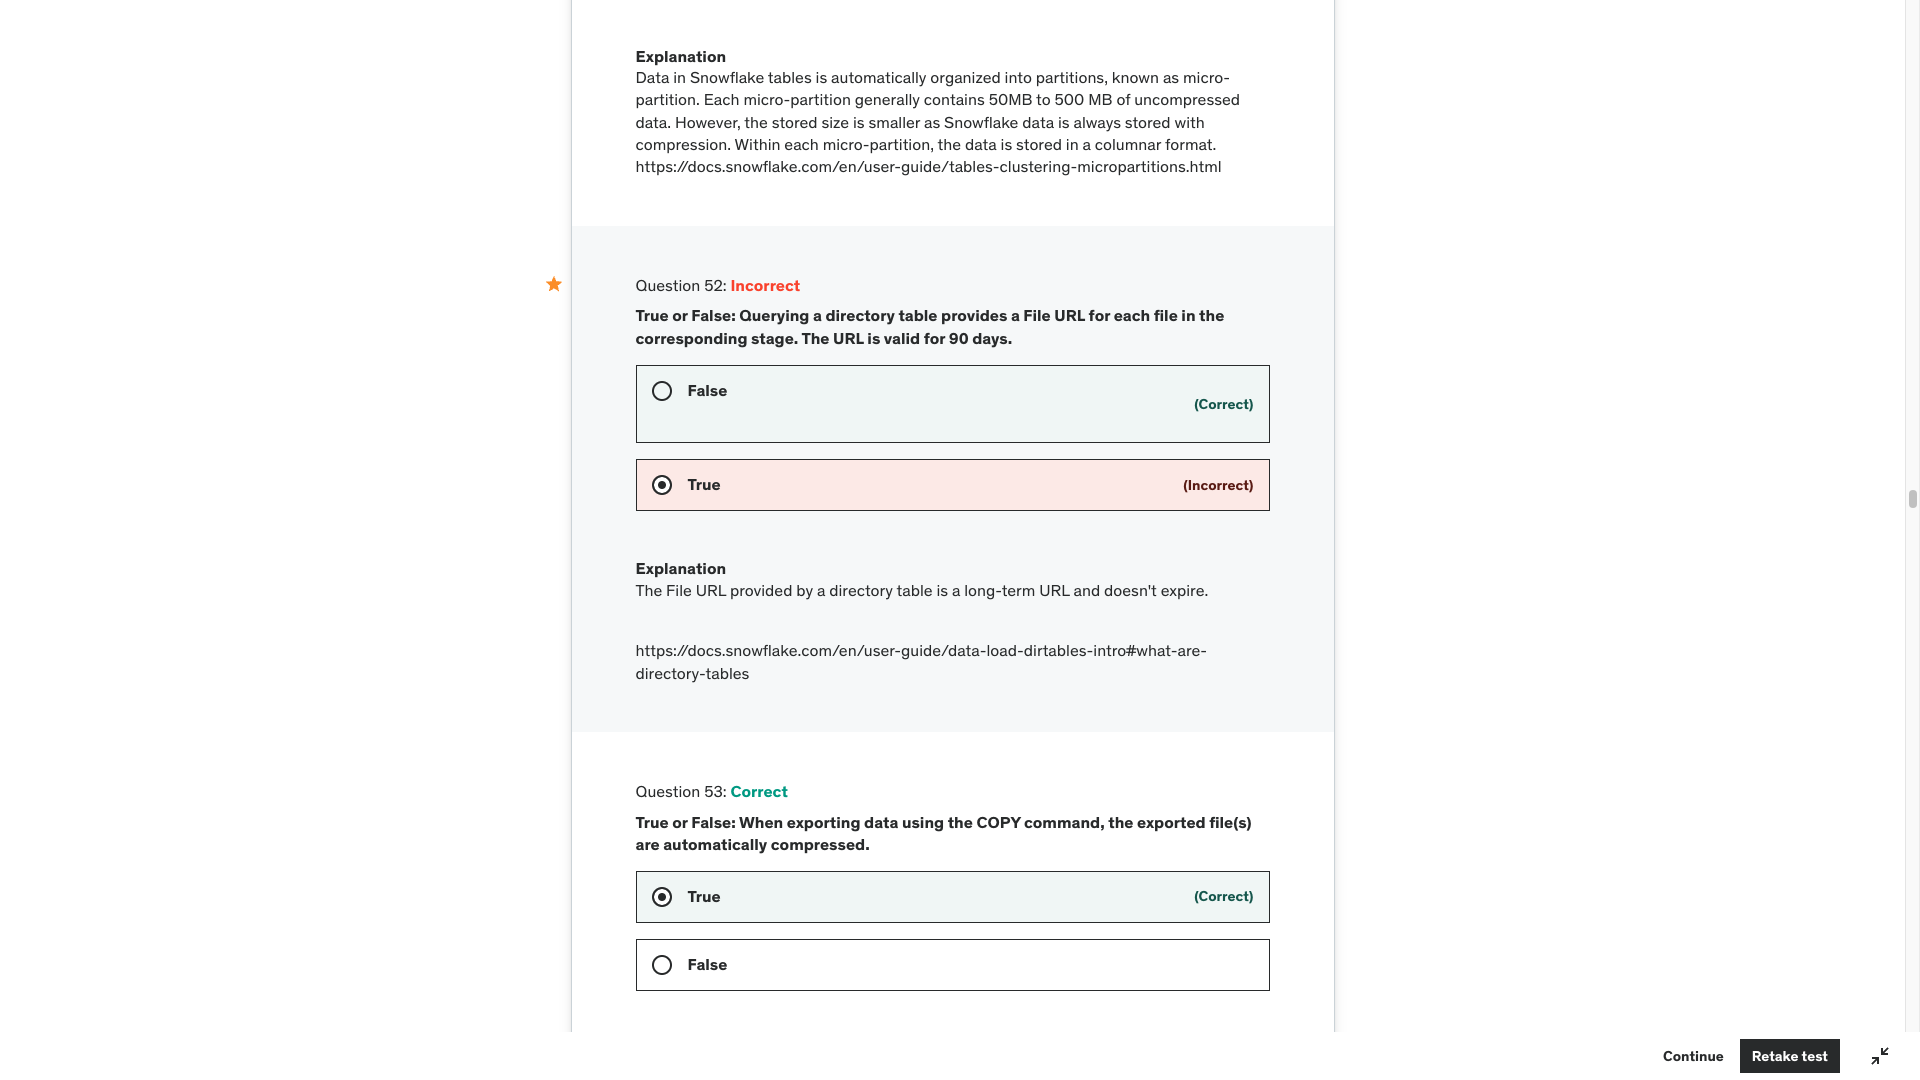 Explanation
Data in Snowflake tables is automatically organized into partitions, known as micro-
partition. Each micro-partition generally contains 50MB to 500 MB of uncompressed
data. However, the stored size is smaller as Snowflake data is always stored with
compression. Within each micro-partition, the data is stored in a columnar format.
https://docs.snowflake.com/en/user-guide/tables-clustering-micropartitions.html
Question 52: Incorrect
True or False: Querying a directory table provides a File URL for each file in the
corresponding stage. The URL is valid for 90 days.
False
(Correct)
True
(Incorrect)
Explanation
The File URL provided by a directory table is a long-term URL and doesn't expire.
https://docs.snowflake.com/en/user-guide/data-load-dirtables-intro#what-are-
directory-tables
Question 53: Correct
True or False: When exporting data using the COPY command, the exported file(s)
are automatically compressed.
True
(Correct)
False
Continue
Retake test